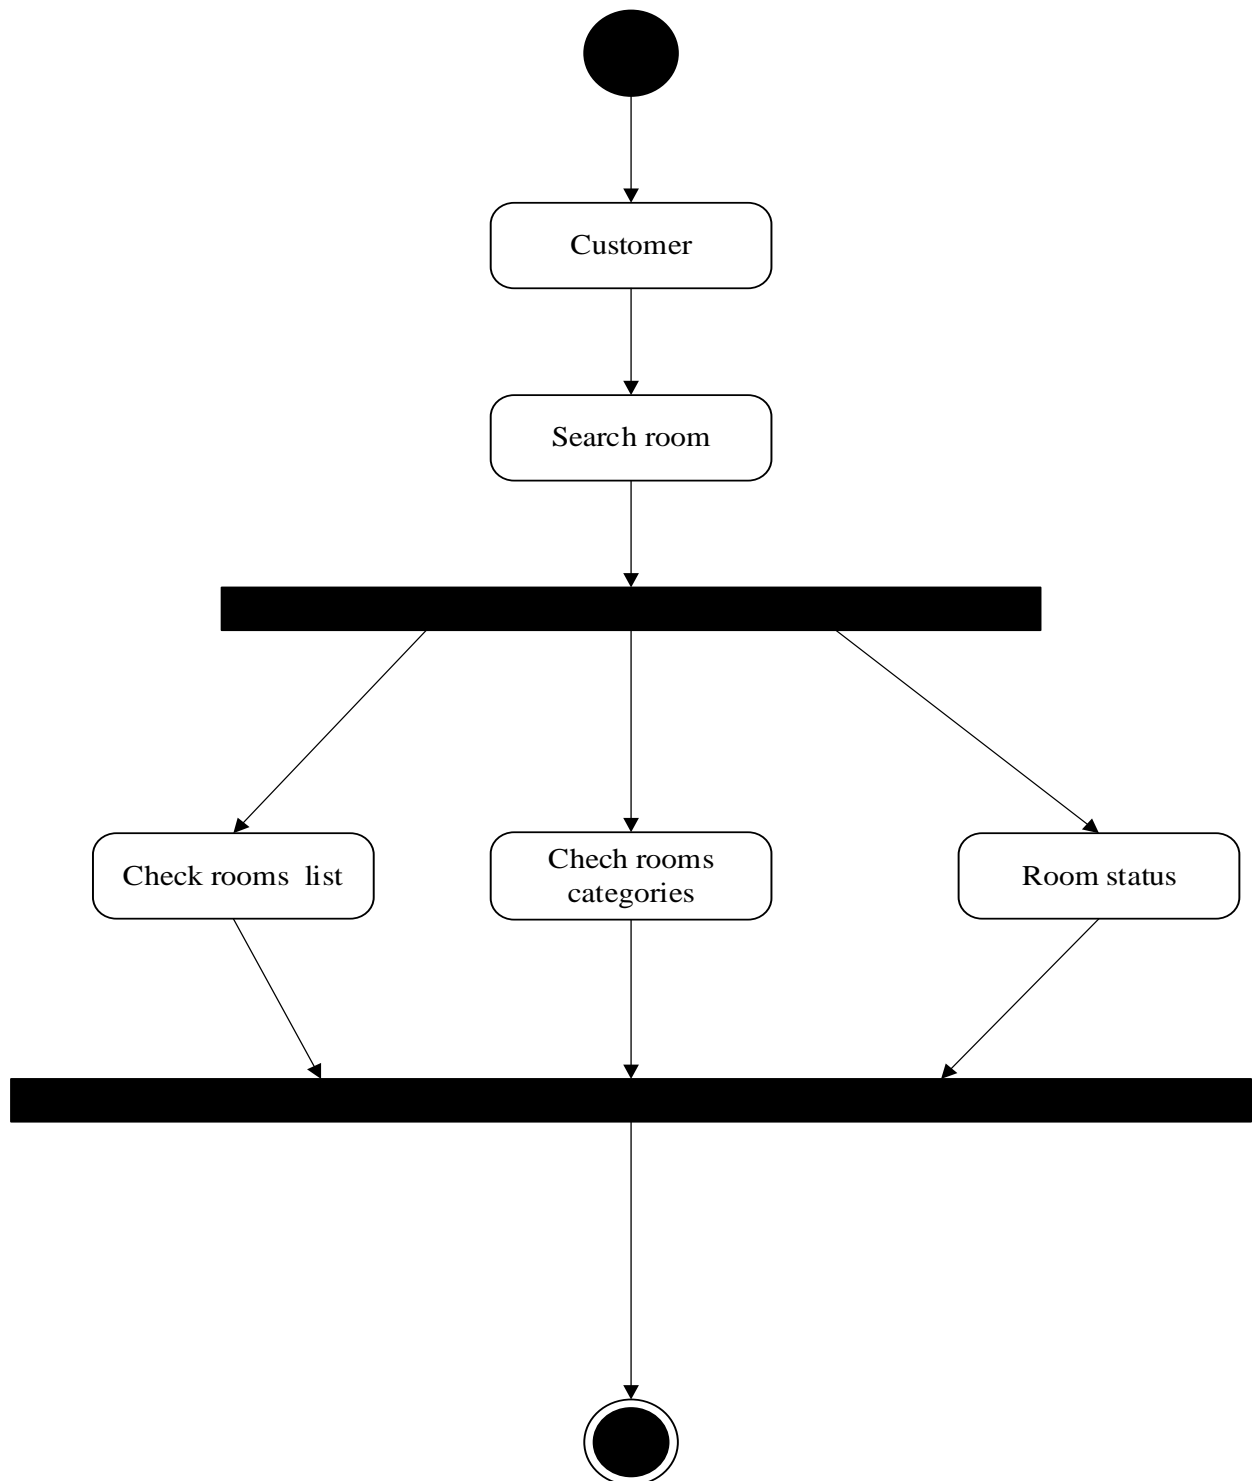 Customer
Search room
Check rooms  list
Chech rooms
categories
Room status